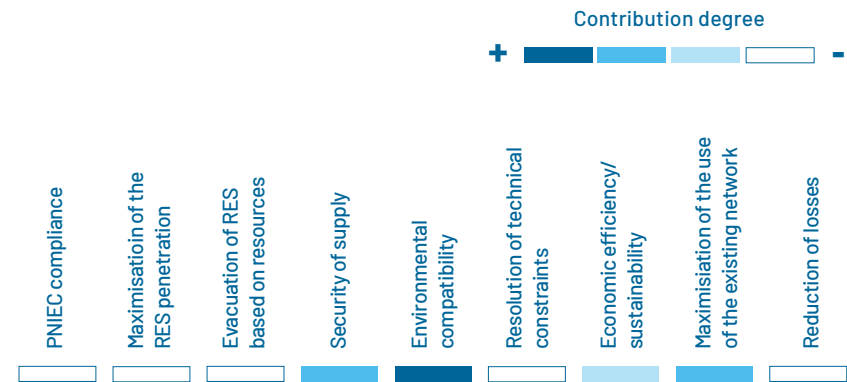 Contribution degree
+ -
PNIEC compliance
Maximisatioin of the
RES penetration
Evacuation of RES
based on resources
Security of supply
Environmental
compatibility
Resolution of technical
constraints
Economic efficiency/
sustainability
Maximisiation of the use
of the existing network
Reduction of losses